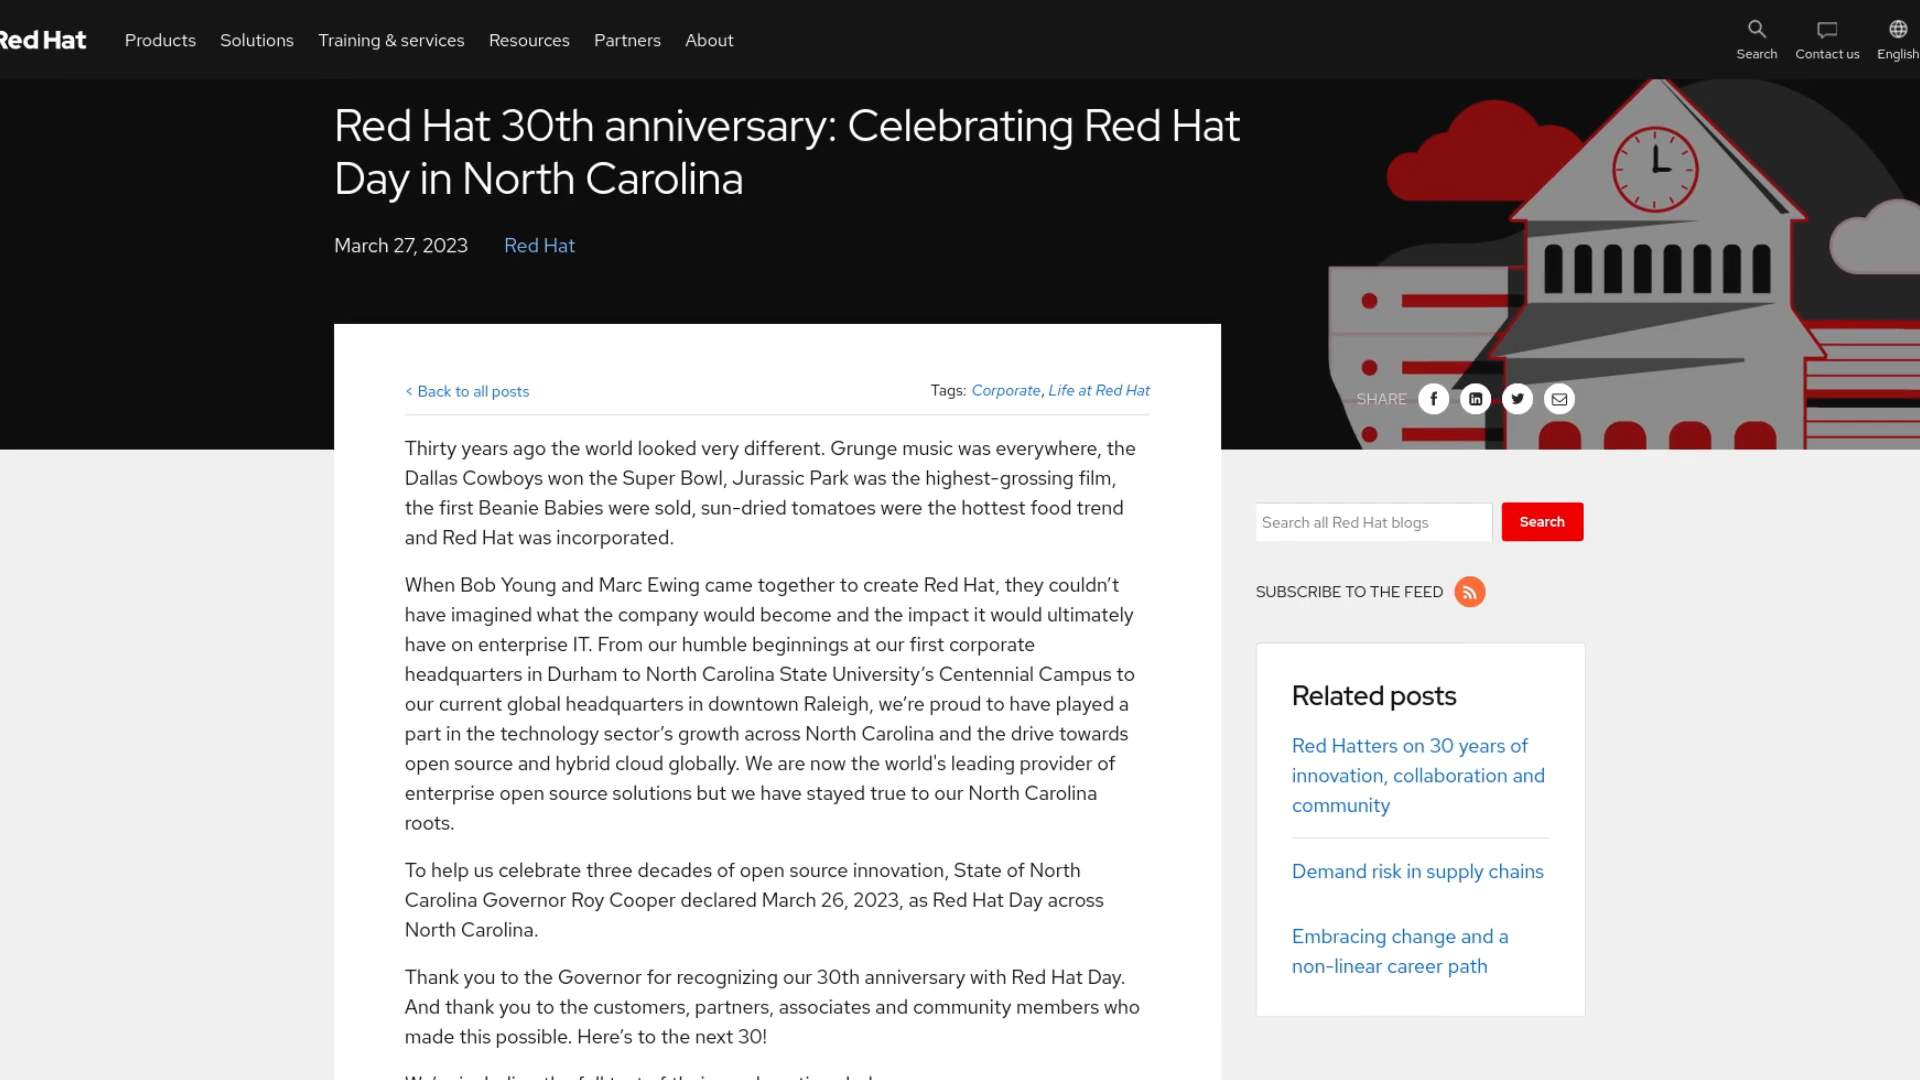 Red Hat
Products
Solutions
Training & services
Resources
Partners
About
Search
Contact us
English
Red Hat 30th anniversary: Celebrating Red Hat
Day in North Carolina
March 27, 2023
Red Hat
< Back to all posts
Tags: Corporate, Life at Red Hat
SHARE
Thirty years ago the world looked very different. Grunge music was everywhere, the
Dallas Cowboys won the Super Bowl, Jurassic Park was the highest-grossing film,
the first Beanie Babies were sold, sun-dried tomatoes were the hottest food trend
and Red Hat was incorporated.
When Bob Young and Marc Ewing came together to create Red Hat, they couldn’t
have imagined what the company would become and the impact it would ultimately
have on enterprise IT. From our humble beginnings at our first corporate
headquarters in Durham to North Carolina State University’s Centennial Campus to
our current global headquarters in downtown Raleigh, we’re proud to have played a
part in the technology sector’s growth across North Carolina and the drive towards
open source and hybrid cloud globally. We are now the world's leading provider of
enterprise open source solutions but we have stayed true to our North Carolina
roots.
To help us celebrate three decades of open source innovation, State of North
Carolina Governor Roy Cooper declared March 26, 2023, as Red Hat Day across
North Carolina.
Thank you to the Governor for recognizing our 30th anniversary with Red Hat Day.
And thank you to the customers, partners, associates and community members who
made this possible. Here’s to the next 30!
Search all Red Hat blogs
Search
SUBSCRIBE TO THE FEED
Related posts
Red Hatters on 30 years of
innovation, collaboration and
community
Demand risk in supply chains
Embracing change and a
non-linear career path